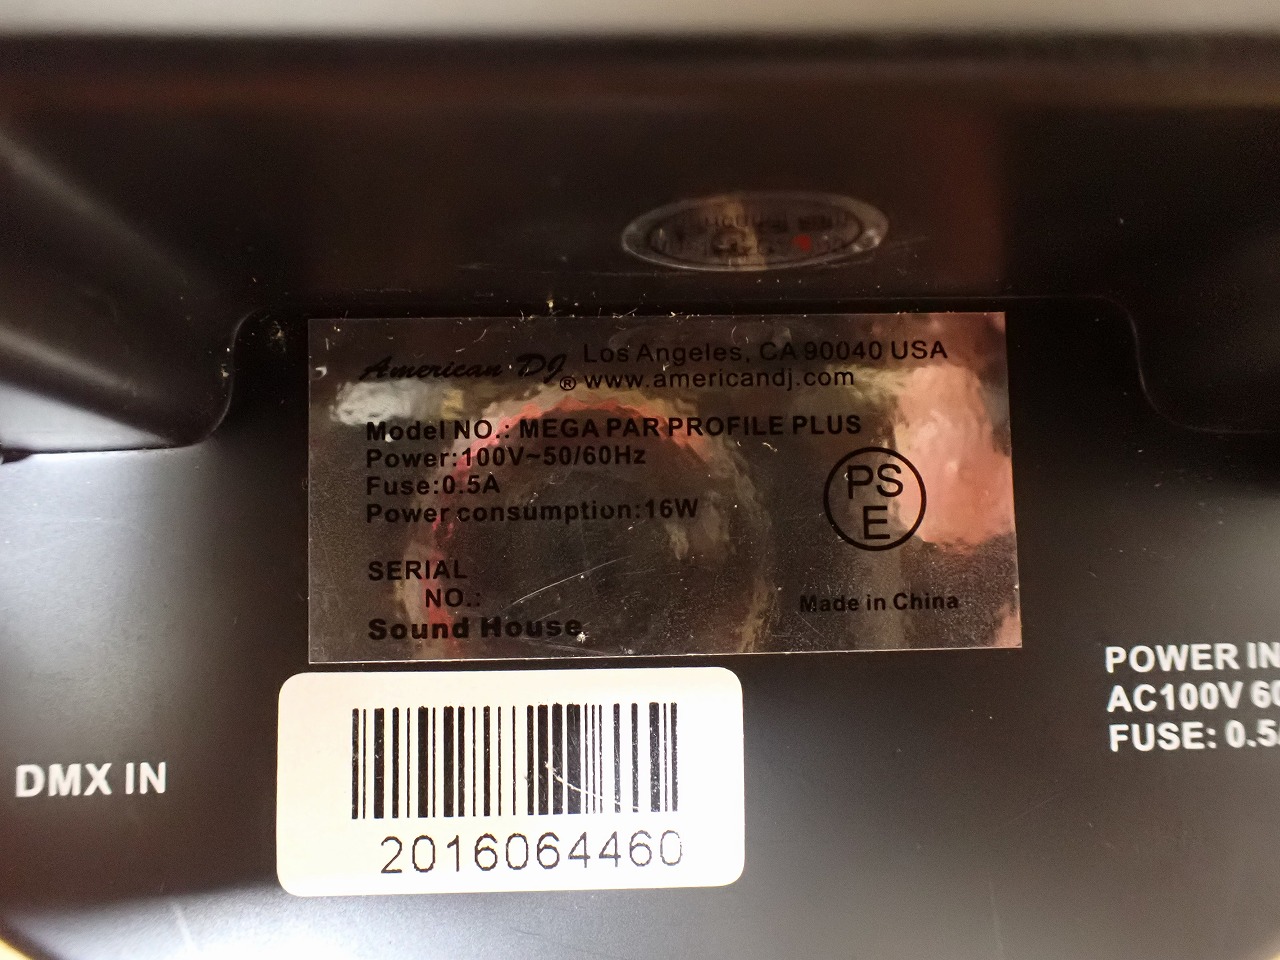 American DJ® Los Angeles, CA 90040 USA
www.americandj.com
Model NO.: MEGA PAR PROFILE PLUS
Power:100V~50/60Hz
Fuse:0.5A
Power consumption:16W
PS
E
SERIAL
NO.:
Made in China
Sound House
POWER IN
AC100V 60
FUSE: 0.5A
DMX IN
2016064460